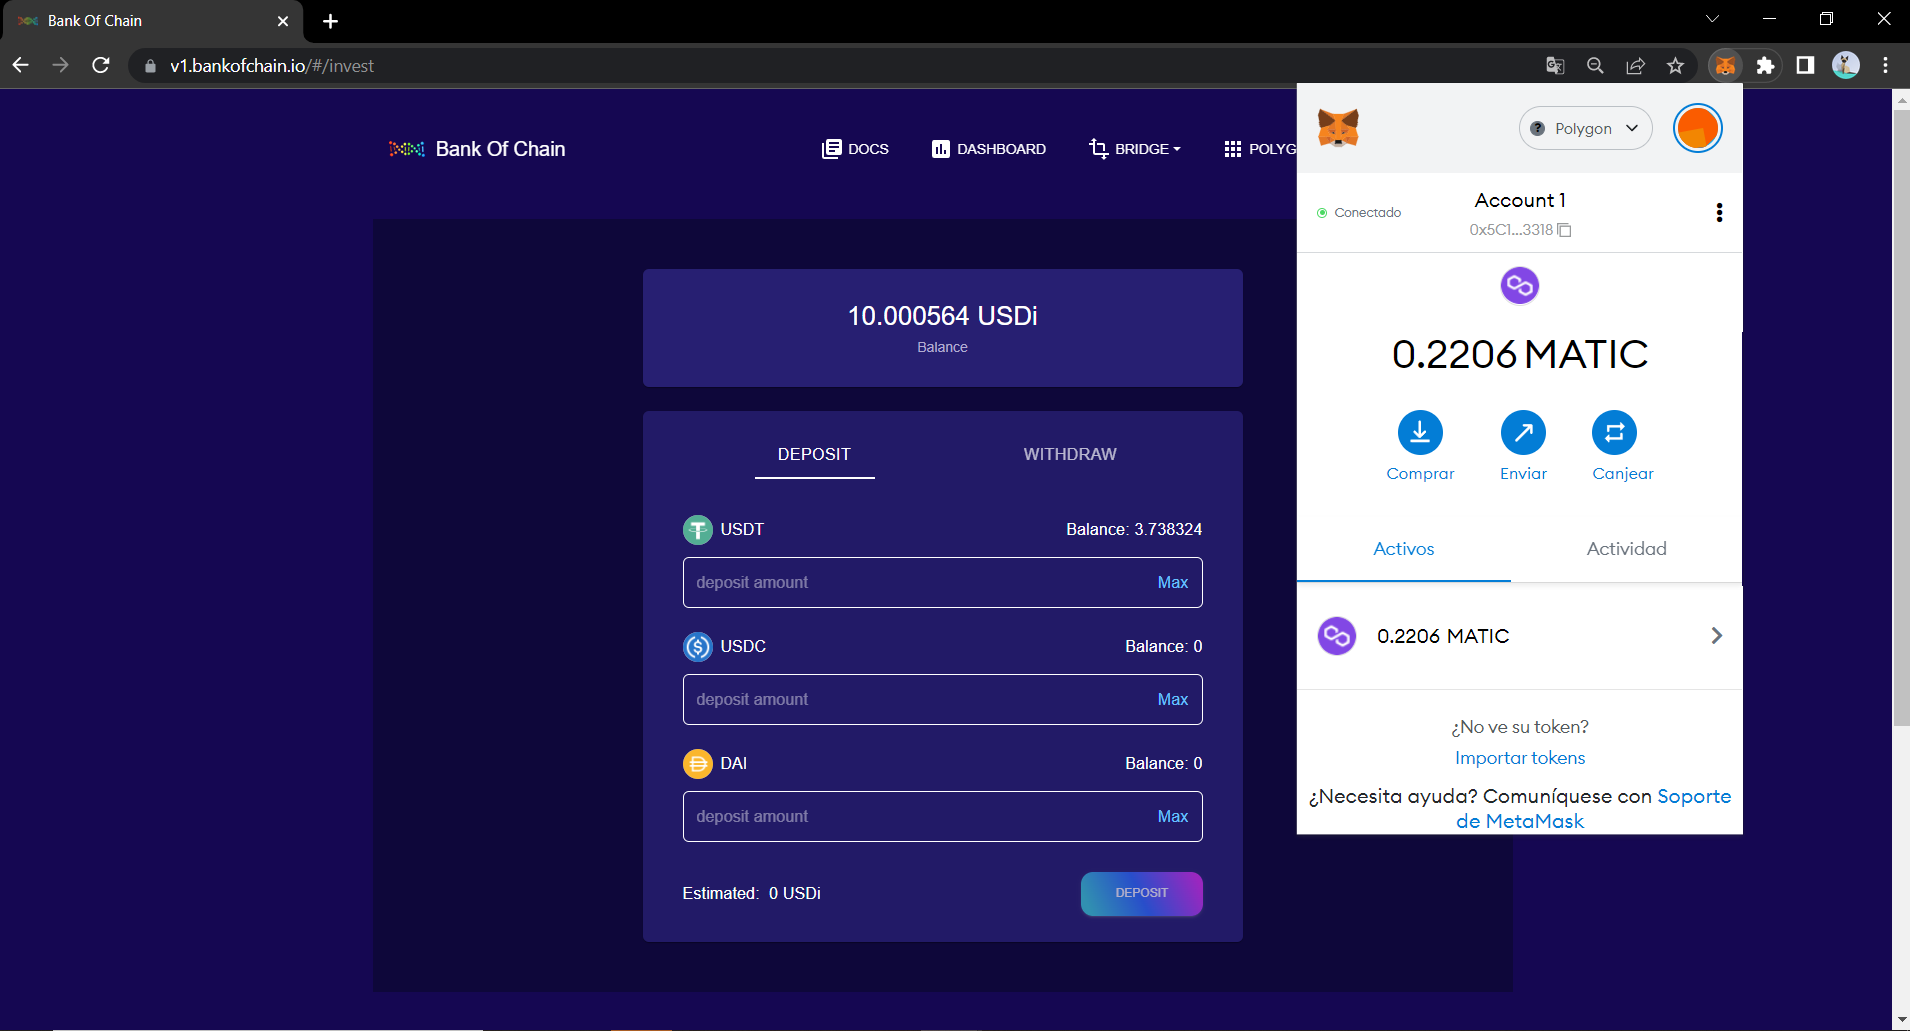 Bank Of Chain
v1.bankofchain.io/#/invest
Bank Of Chain
DOCS
DASHBOARD
BRIDGE
POLYG
10.000564 USDi
Balance
DEPOSIT
WITHDRAW
USDT
Balance: 3.738324
deposit amount
Max
USDC
Balance: 0
deposit amount
Max
DAI
Balance: 0
deposit amount
Max
Estimated: 0 USDi
DEPOSIT
Polygon
Conectado
Account 1
0x5C1...3318
0.2206 MATIC
Comprar
Enviar
Canjear
Activos
Actividad
0.2206 MATIC
¿No ve su token?
Importar tokens
¿Necesita ayuda? Comuníquese con Soporte
de MetaMask